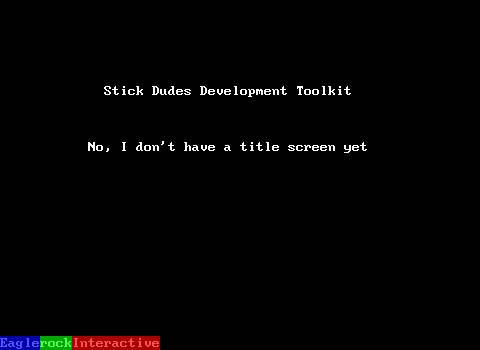 Stick Dudes Development Toolkit
No, I don't have a title screen yet
EaglerockInteractive